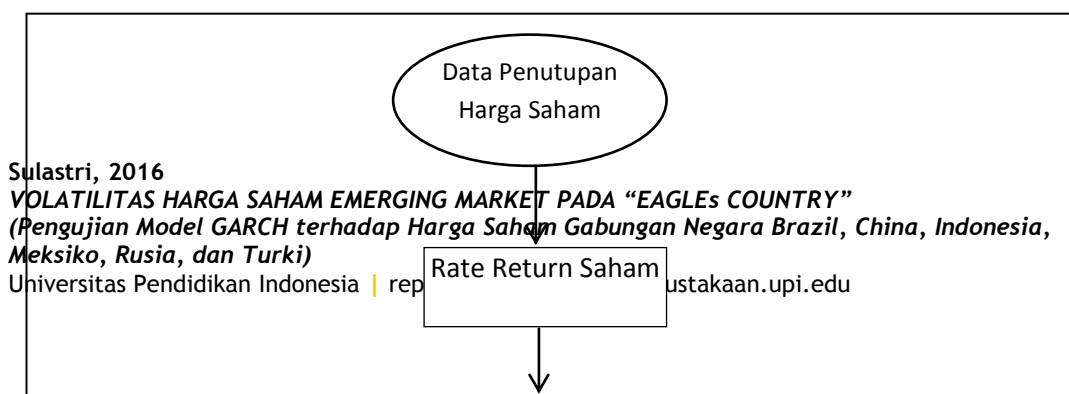 Data Penutupan
Harga Saham
Sulastri, 2016
VOLATILITAS HARGA SAHAM EMERGING MARKET PADA “EAGLEs COUNTRY”
(Pengujian Model GARCH terhadap Harga Saham Gabungan Negara Brazil, China, Indonesia,
Meksiko, Rusia, dan Turki)
Rate Return Saham
Universitas Pendidikan Indonesia | rep ustakaan.upi.edu